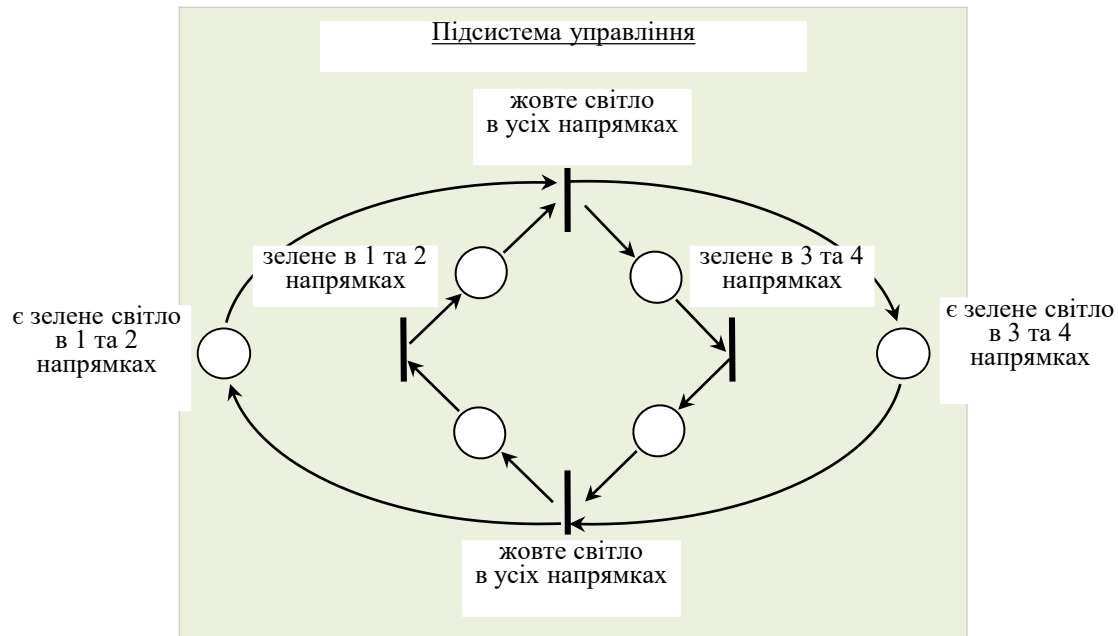 Підсистема управління
жовте світло
в усіх напрямках
зелене в 1 та 2
напрямках
зелене в 3 та 4
напрямках
є зелене світло
в 1 та 2
напрямках
є зелене світло
в 3 та 4
напрямках
жовте світло
в усіх напрямках